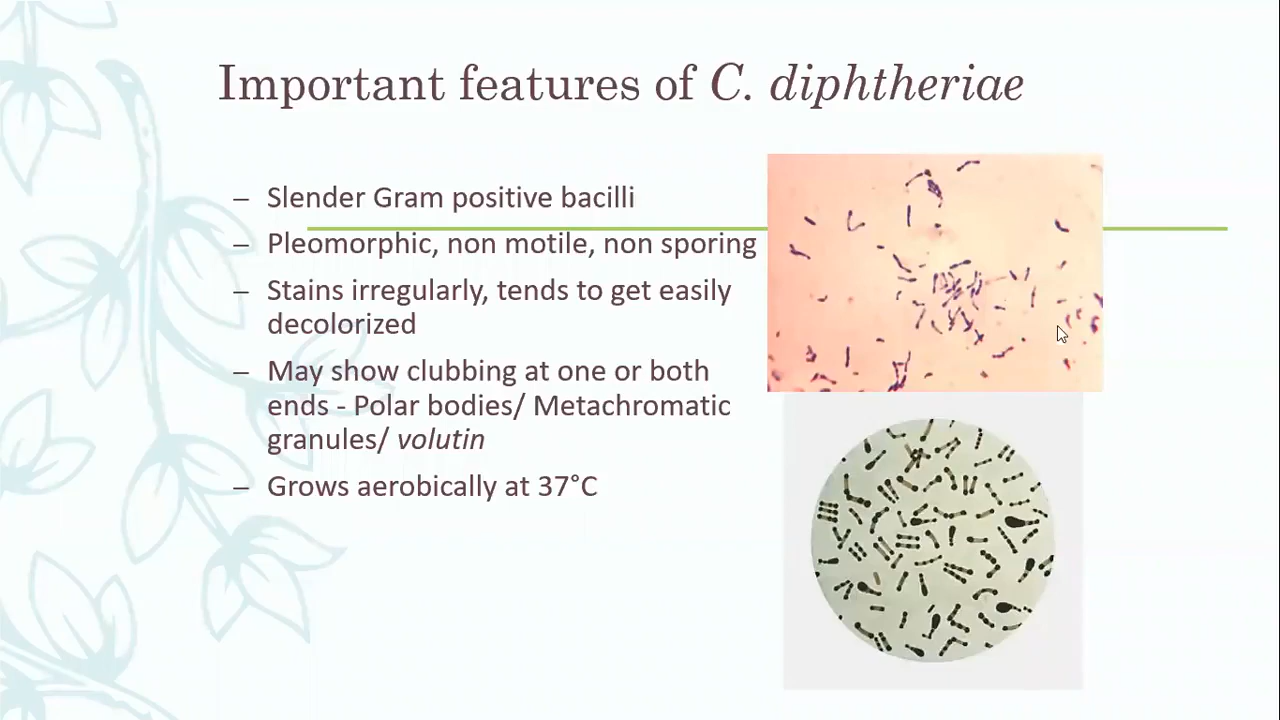 Important features of C. diphtheriae
– Slender Gram positive bacilli
– Pleomorphic, non motile, non sporing
– Stains irregularly, tends to get easily
decolorized
– May show clubbing at one or both
ends - Polar bodies/ Metachromatic
granules/ volutin
– Grows aerobically at 37°C